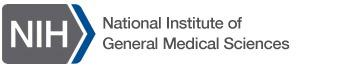 NIH
National Institute of
General Medical Sciences